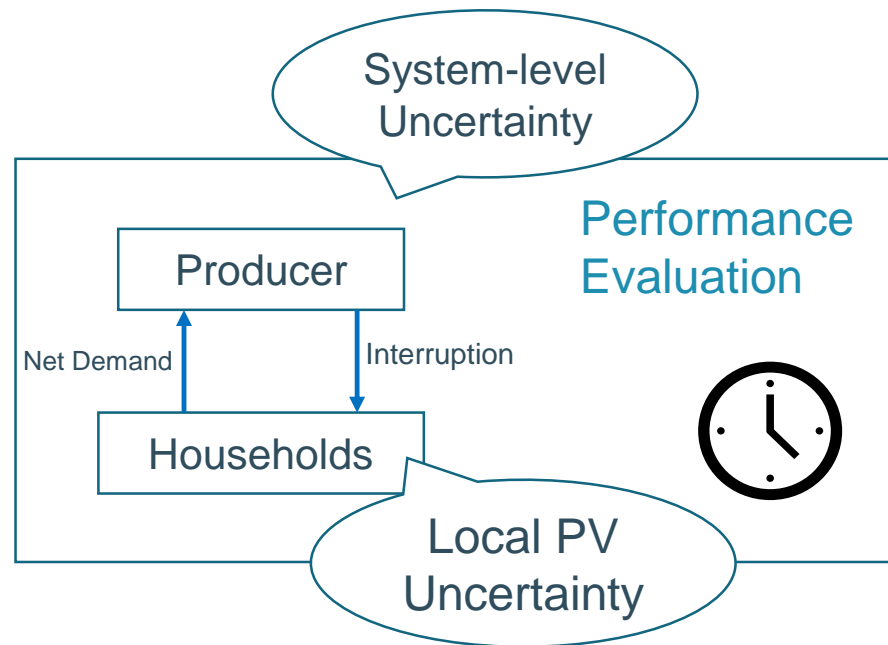 System-level
Uncertainty
Performance
Evaluation
Producer
Net Demand
Interruption
Households
Local PV
Uncertainty